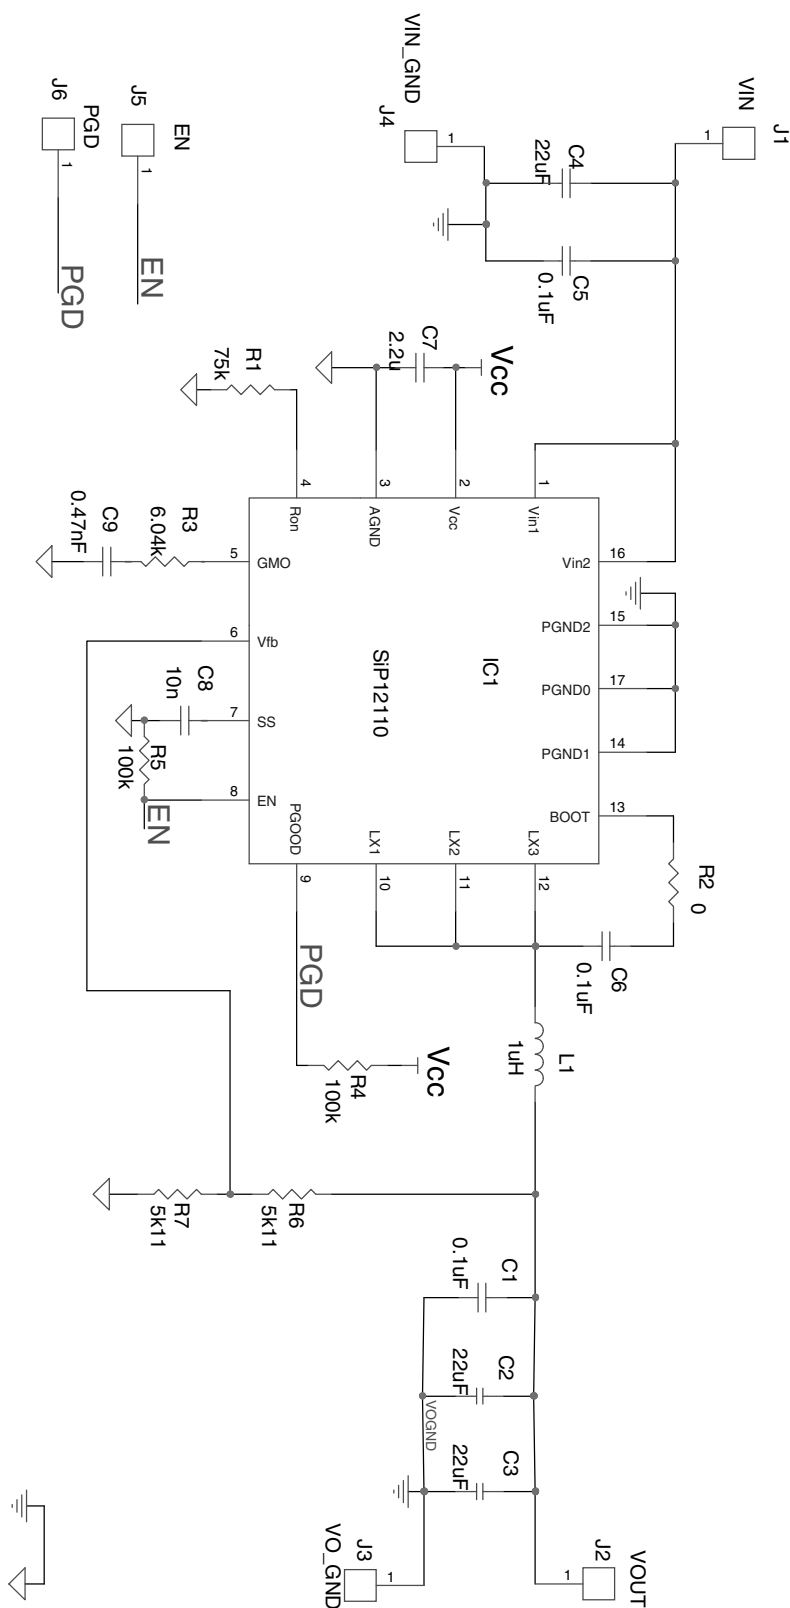 VIN
J1
1
VIN_GND
J4
1
C4
22uF
C5
0.1uF
J5
EN
1
EN
J6
PGD
1
PGD
Vcc
C7
2.2u
R1
75k
R3
6.04k
C9
0.47nF
IC1
SiP12110
1
Vin1
2
Vcc
3
AGND
4
Ron
5
GMO
6
Vfb
7
SS
8
EN
9
PGOOD
10
LX1
11
LX2
12
LX3
13
BOOT
14
PGND1
17
PGND0
15
PGND2
16
Vin2
C8
10n
R5
100k
EN
R2
0
C6
0.1uF
L1
1uH
PGD
R4
100k
Vcc
R6
5k11
R7
5k11
C1
0.1uF
C2
22uF
C3
22uF
VOGND
VOUT
J2
1
J3
VO_GND
1